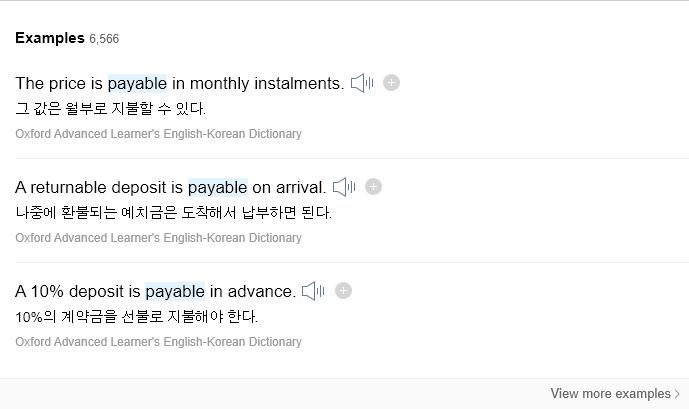 Examples 6,566
The price is payable in monthly instalments.
그 값은 월부로 지불할 수 있다.
Oxford Advanced Learner's English-Korean Dictionary
A returnable deposit is payable on arrival.
나중에 환불되는 예치금은 도착해서 납부하면 된다.
Oxford Advanced Learner's English-Korean Dictionary
A 10% deposit is payable in advance.
10%의 계약금을 선불로 지불해야 한다.
Oxford Advanced Learner's English-Korean Dictionary
View more examples